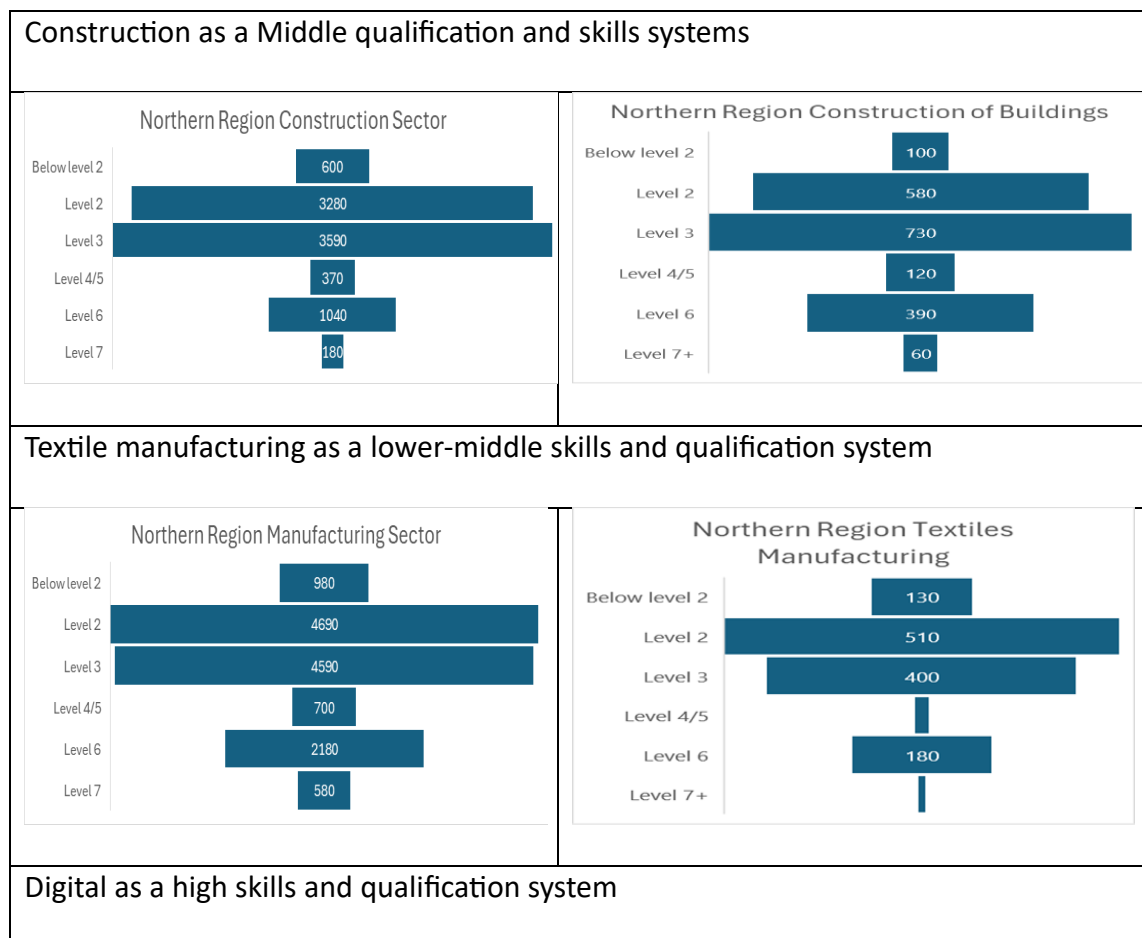 Construction as a Middle qualification and skills systems
Northern Region Construction Sector
Below level 2
600
Level 2
3280
Level 3
3590
Level 4/5
370
Level 6
1040
Level 7
180
Northern Region Construction of Buildings
Below level 2
100
Level 2
580
Level 3
730
Level 4/5
120
Level 6
390
Level 7+
60
Textile manufacturing as a lower-middle skills and qualification system
Northern Region Manufacturing Sector
Below level 2
980
Level 2
4690
Level 3
4590
Level 4/5
700
Level 6
2180
Level 7
580
Northern Region Textiles
Manufacturing
Below level 2
130
Level 2
510
Level 3
400
Level 4/5
Level 6
180
Level 7+
Digital as a high skills and qualification system